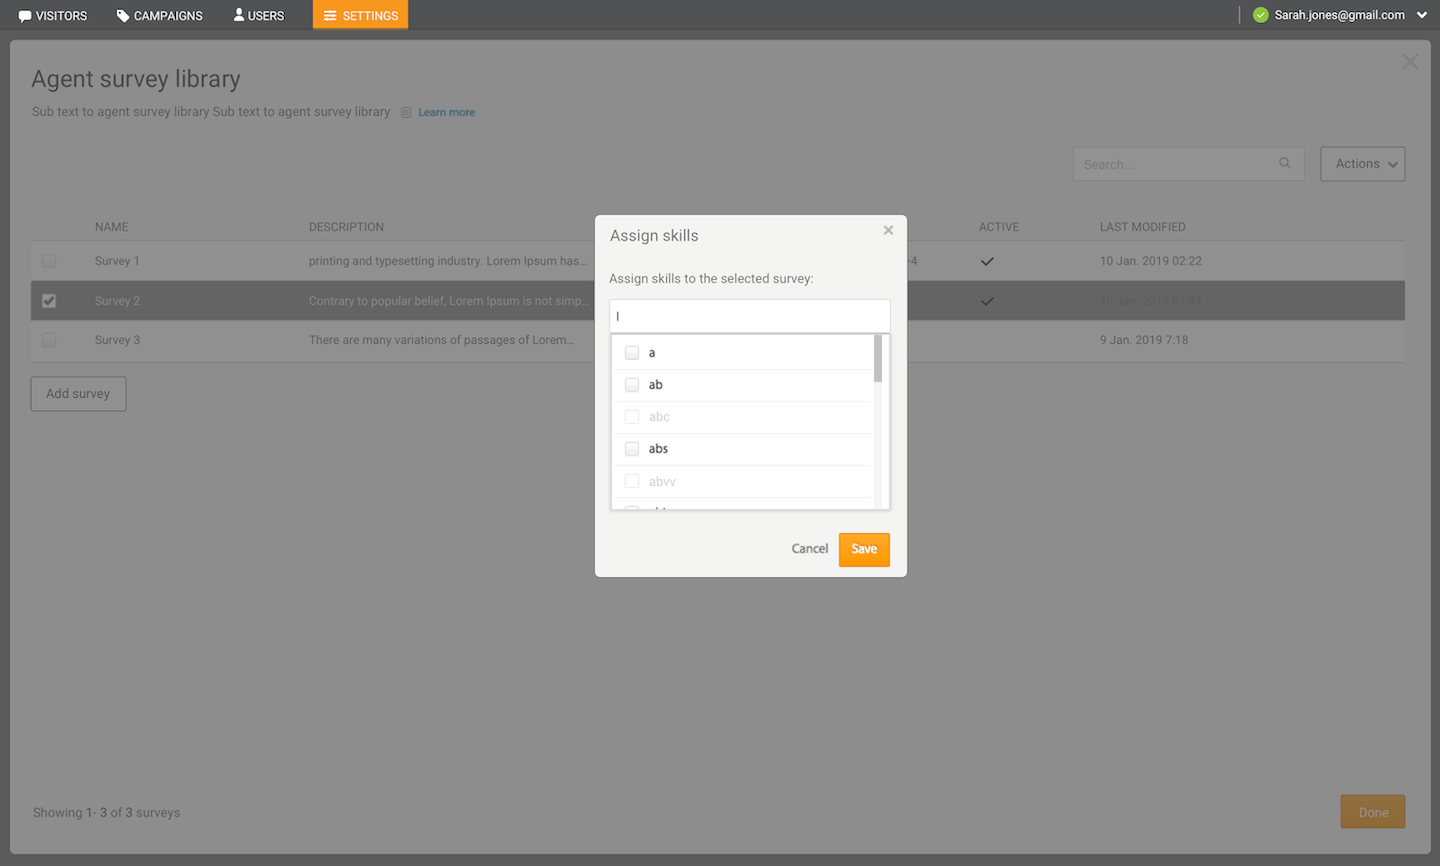 VISITORS CAMPAIGNS USERS SETTINGS Sarah.jones@gmail.com
Agent survey library
Sub text to agent survey library Sub text to agent survey library Learn more
Search... Actions
NAME DESCRIPTION ACTIVE LAST MODIFIED
Survey 1 printing and typesetting industry. Lorem Ipsum has... -4 10 Jan. 2019 02:22
Survey 2 Contrary to popular belief, Lorem Ipsum is not simp... 10 Jan. 2019 01:47
Survey 3 There are many variations of passages of Lorem... 9 Jan. 2019 7:18
Add survey
Assign skills
Assign skills to the selected survey:
a
ab
abc
abs
abvv
Cancel Save
Showing 1- 3 of 3 surveys
Done